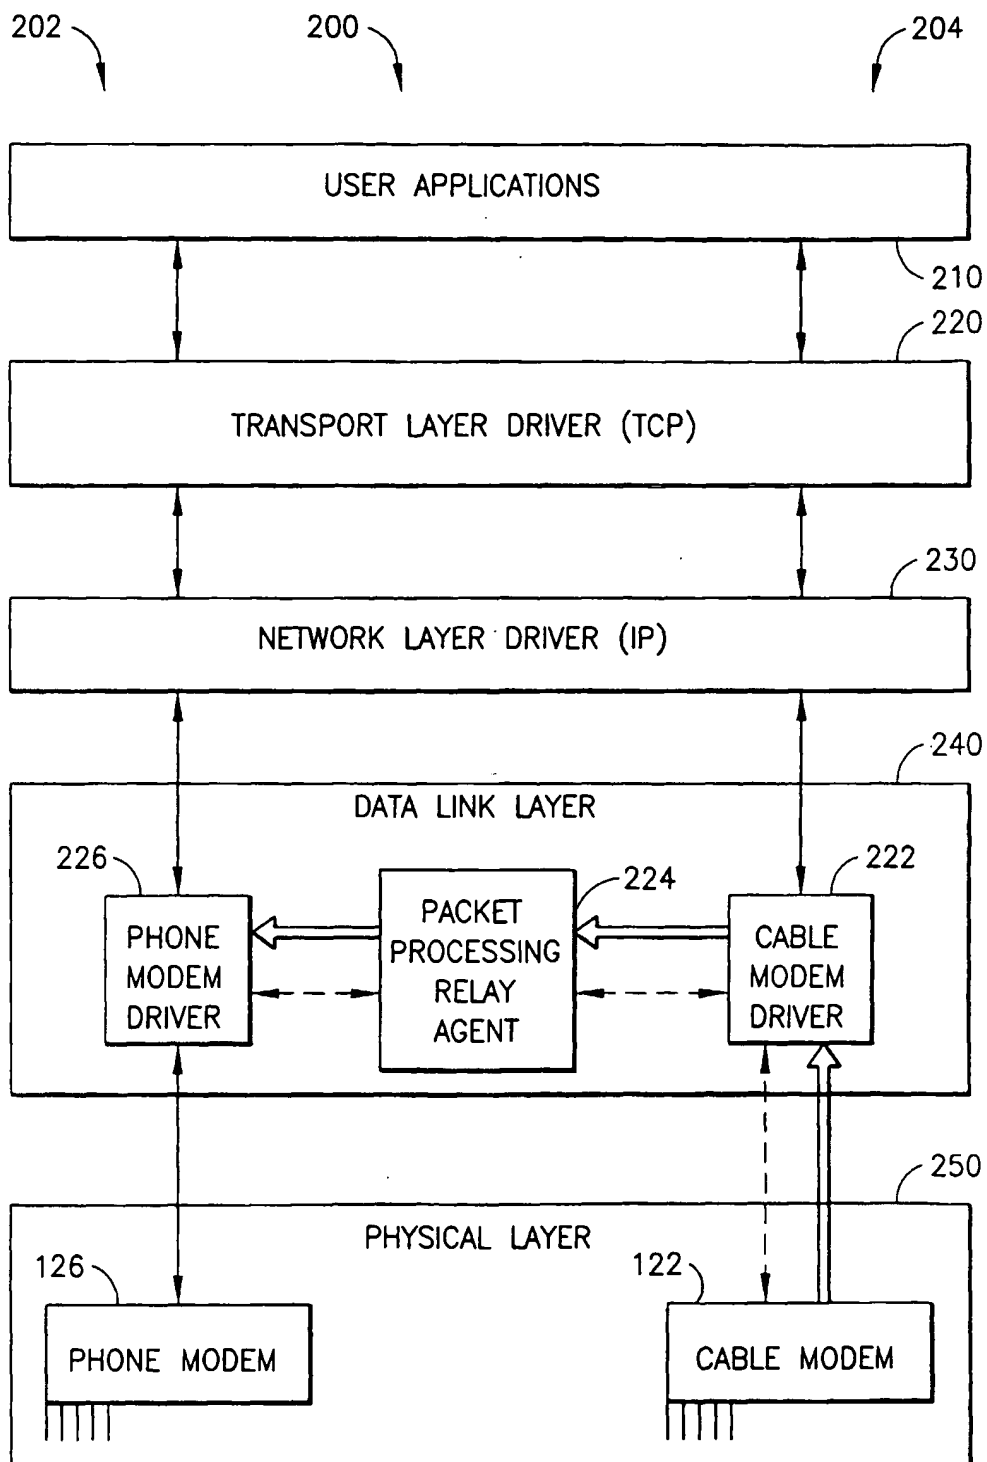 202
200
204
USER APPLICATIONS
210
220
TRANSPORT LAYER DRIVER (TCP)
230
NETWORK LAYER DRIVER (IP)
240
DATA LINK LAYER
226
224
222
PHONE
MODEM
DRIVER
PACKET
PROCESSING
RELAY
AGENT
CABLE
MODEM
DRIVER
250
PHYSICAL LAYER
126
122
PHONE MODEM
CABLE MODEM